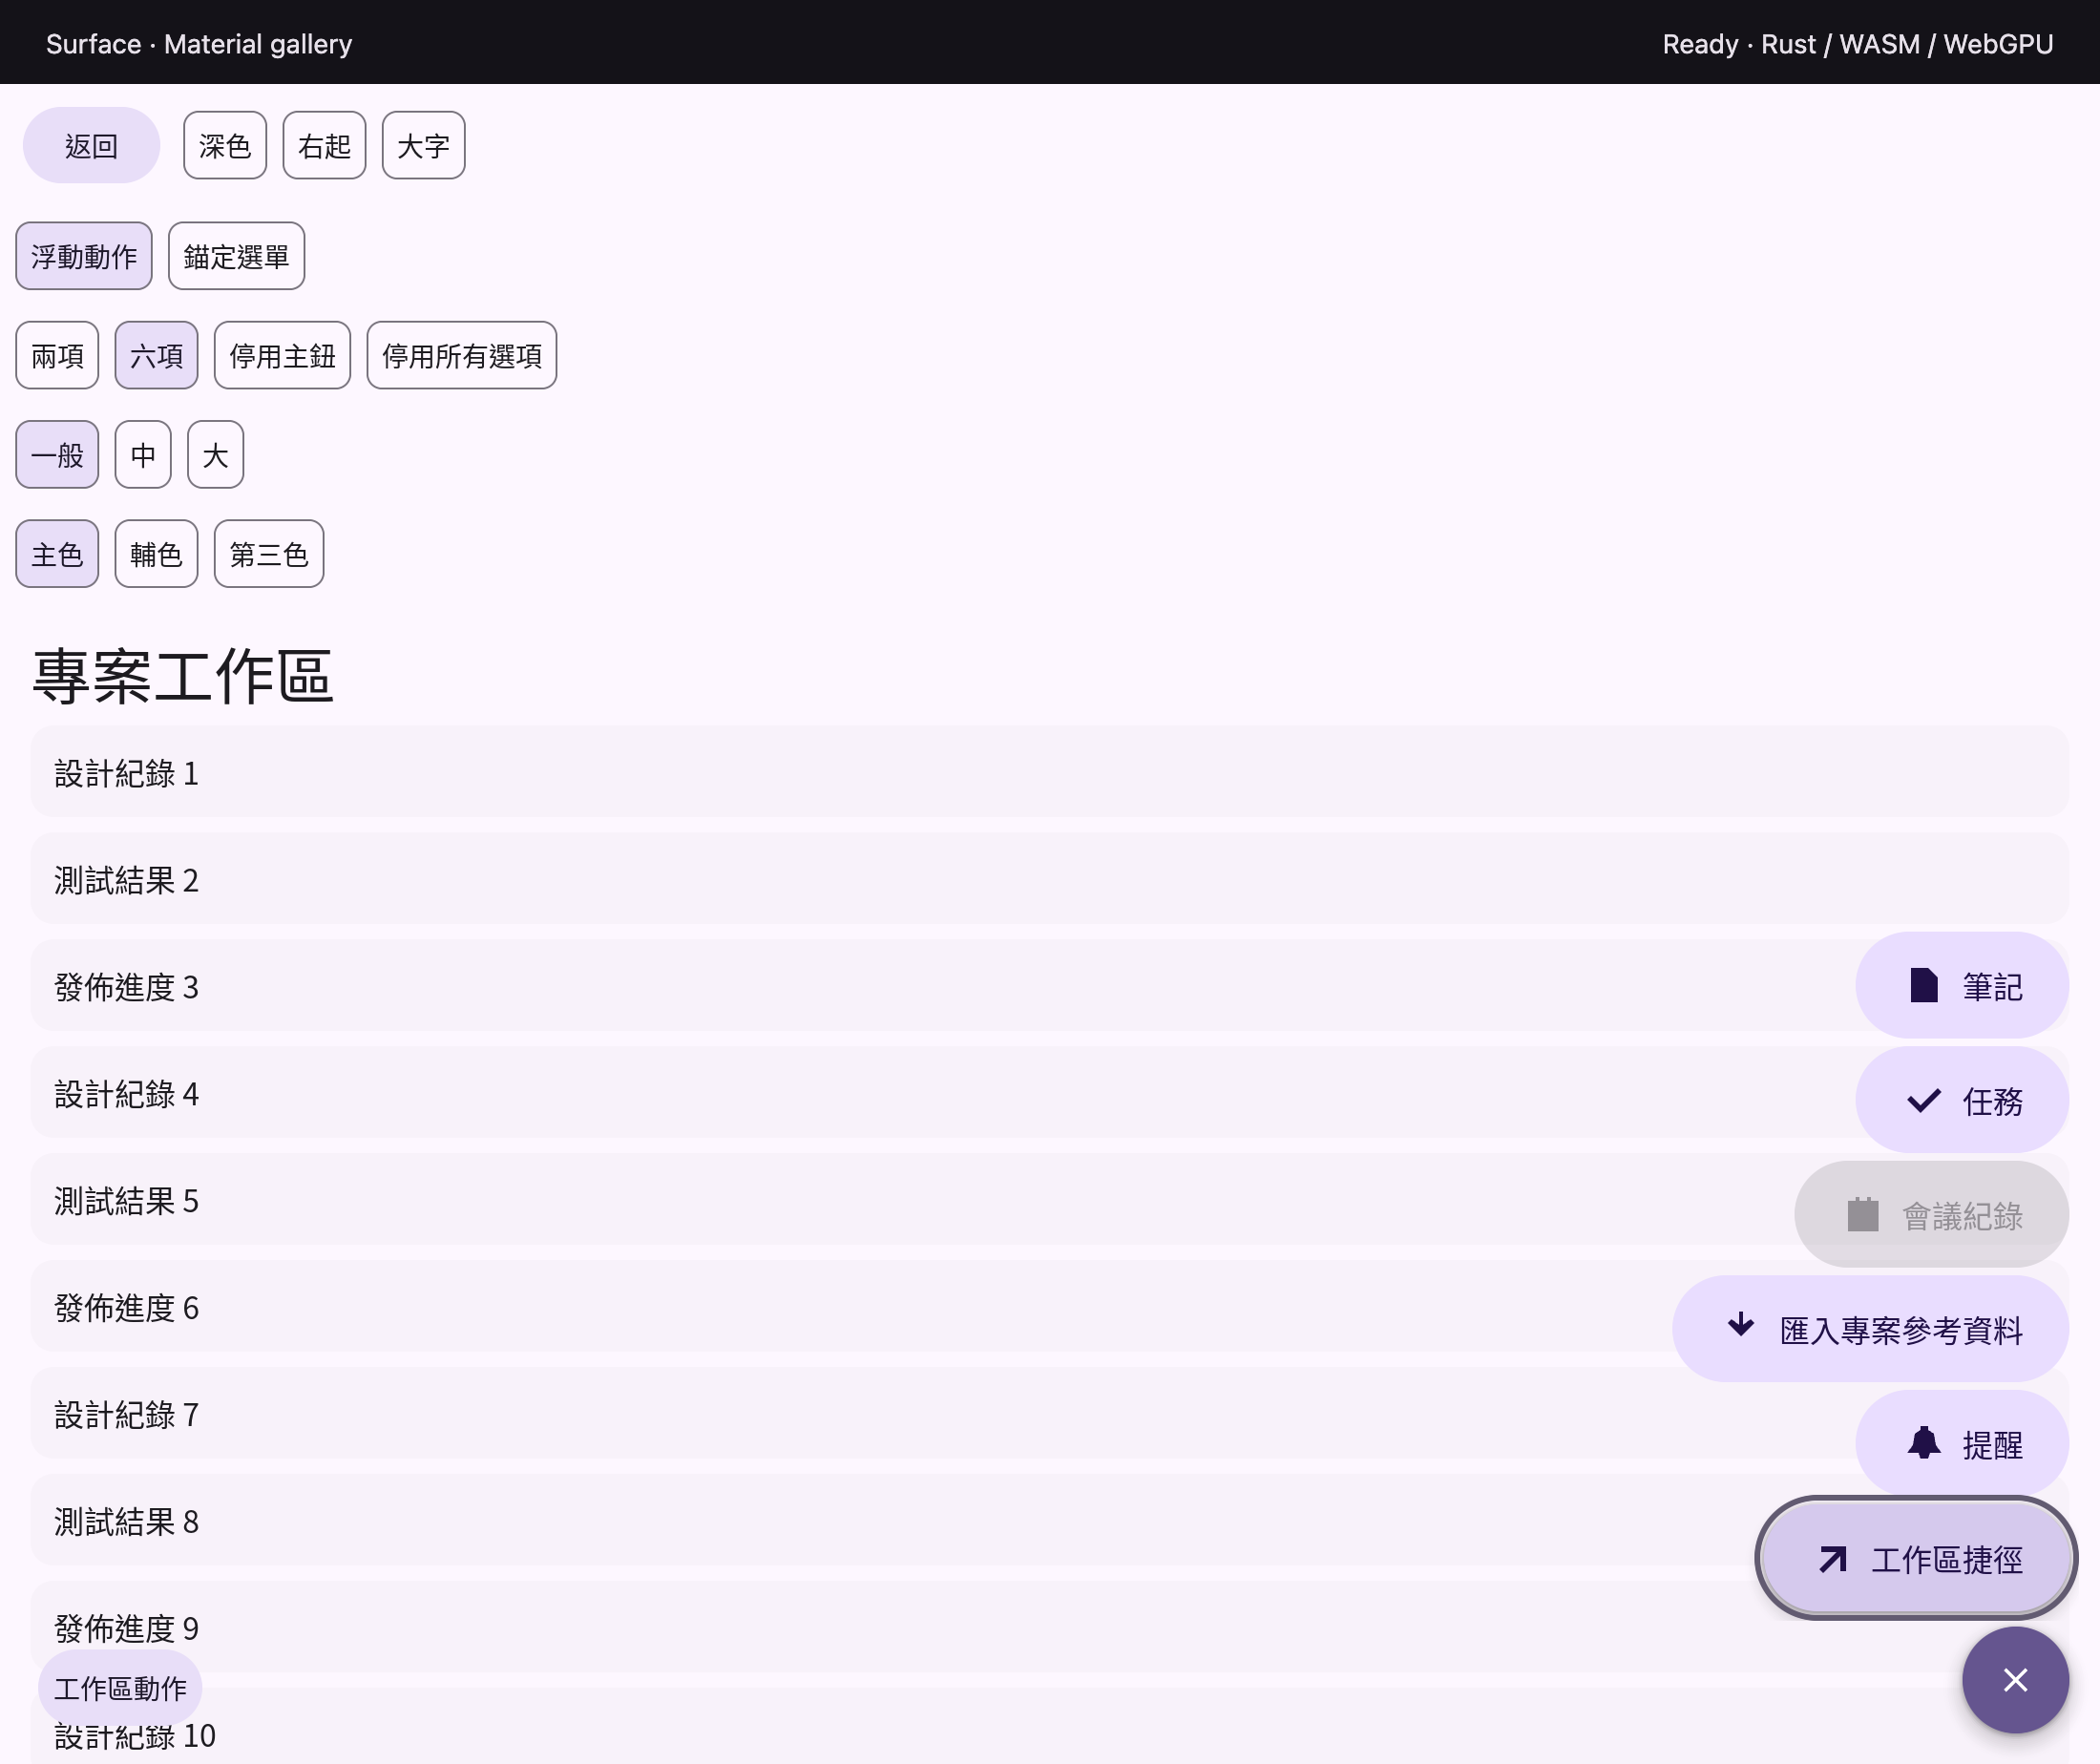 Surface · Material gallery
Ready · Rust / WASM / WebGPU
返回 深色 右起 大字
浮動動作 錨定選單
兩項 六項 停用主鈕 停用所有選項
一般 中 大
主色 輔色 第三色
專案工作區
設計紀錄 1
測試結果 2
發佈進度 3
筆記
設計紀錄 4
任務
測試結果 5
會議紀錄
發佈進度 6
匯入專案參考資料
設計紀錄 7
提醒
測試結果 8
工作區捷徑
發佈進度 9
工作區動作
設計紀錄 10